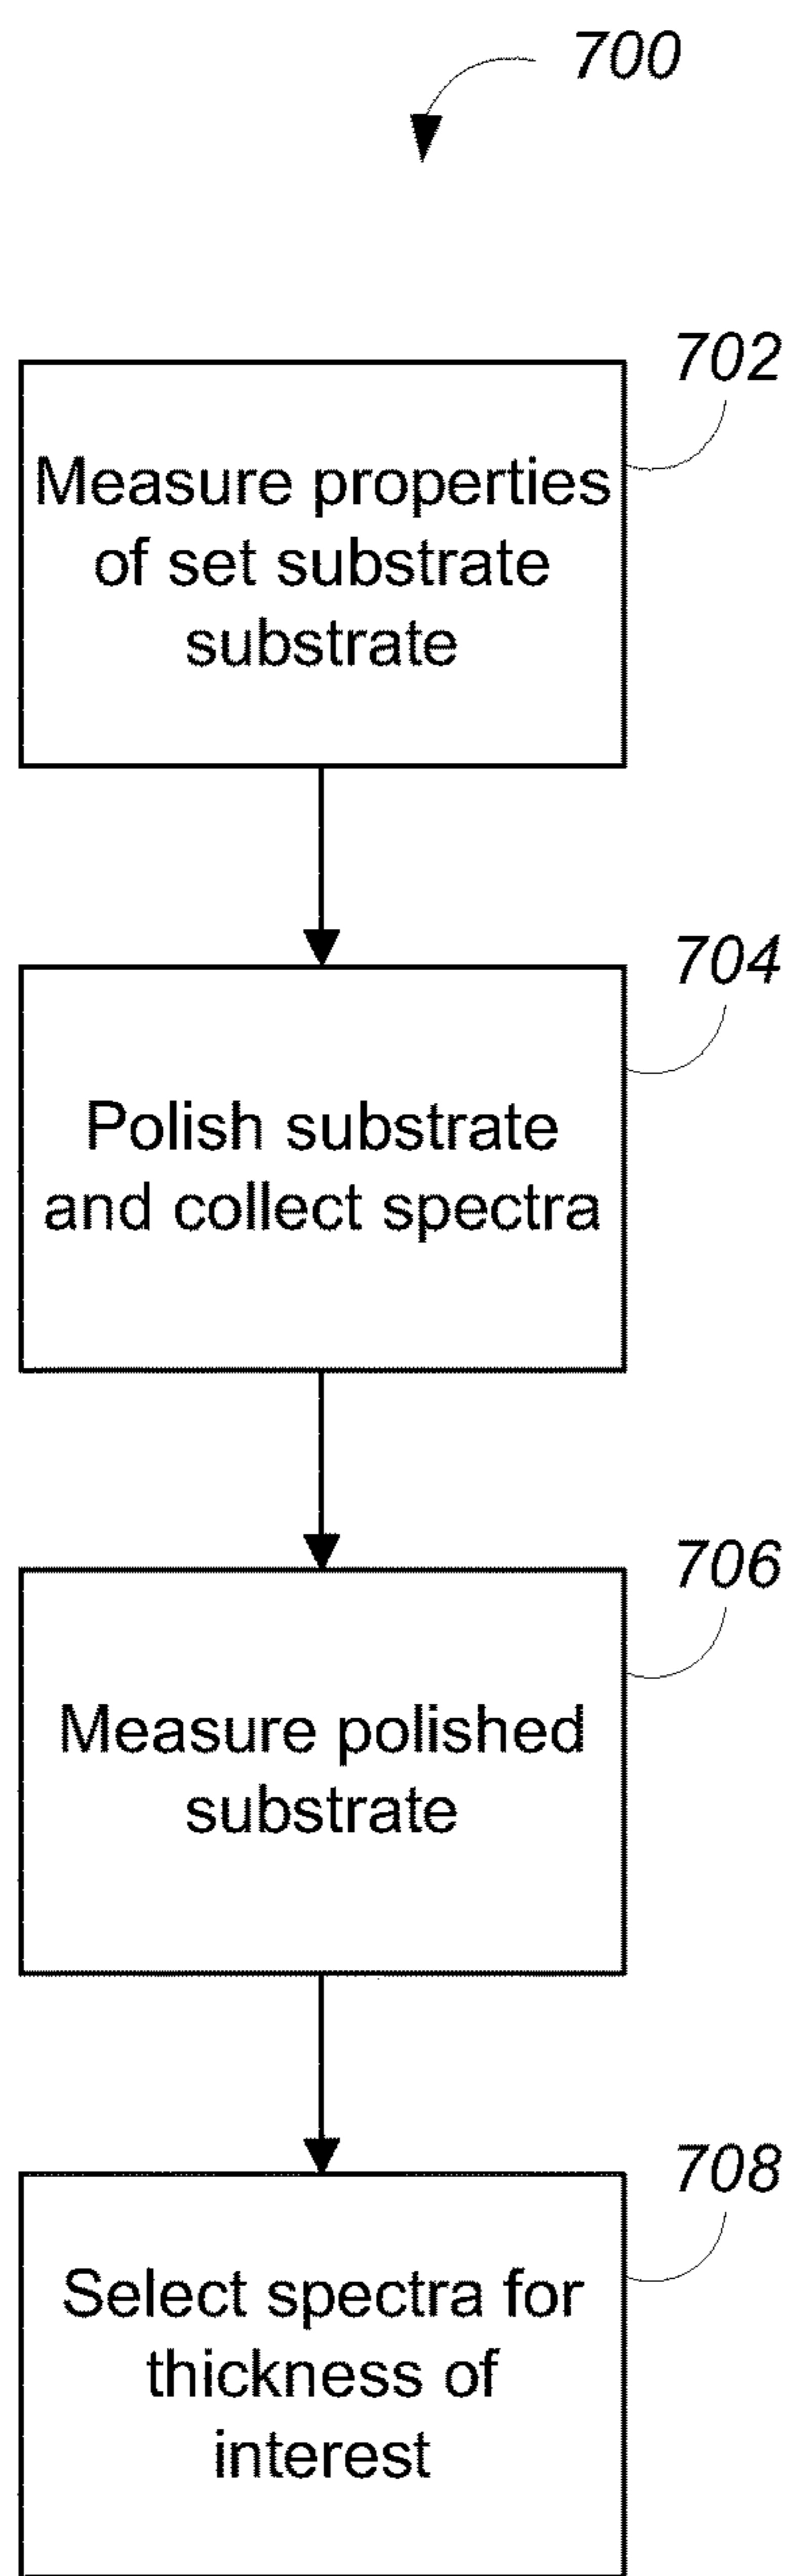 700
702
Measure properties
of set substrate
substrate
704
Polish substrate
and collect spectra
706
Measure polished
substrate
708
Select spectra for
thickness of
interest